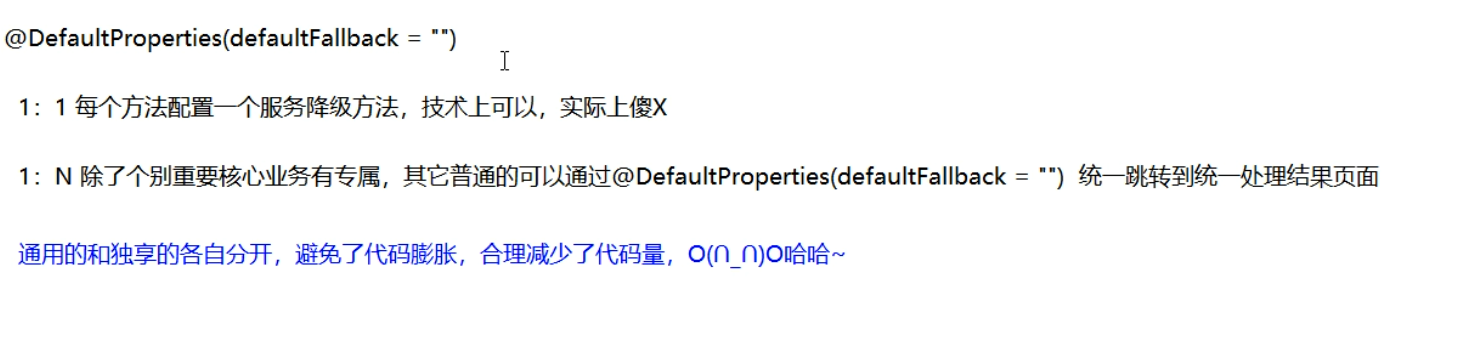 @DefaultProperties(defaultFallback = "")
1：1 每个方法配置一个服务降级方法，技术上可以，实际上傻X
1：N 除了个别重要核心业务有专属，其它普通的可以通过@DefaultProperties(defaultFallback = "") 统一跳转到统一处理结果页面
通用的和独享的各自分开，避免了代码膨胀，合理减少了代码量，O(∩_∩)O哈哈~